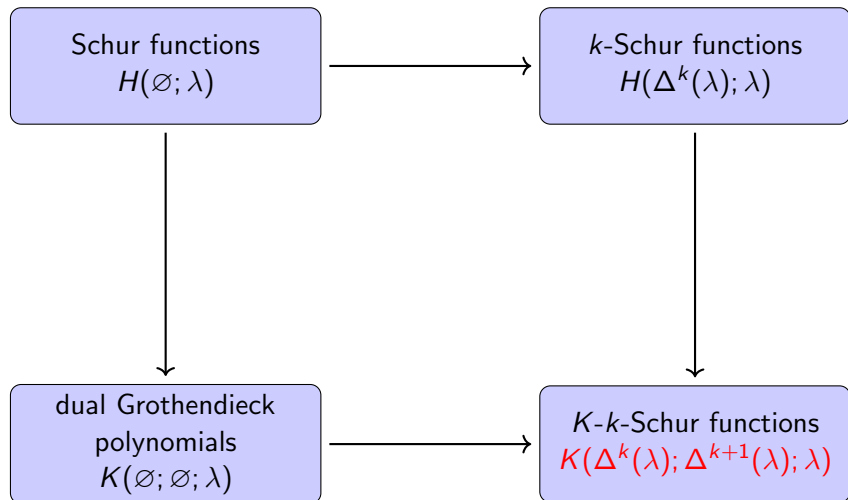 Schur functions
H(∅; λ)
k-Schur functions
H(Δ^k(λ); λ)
dual Grothendieck
polynomials
K(∅; ∅; λ)
K-k-Schur functions
K(Δ^k(λ); Δ^{k+1}(λ); λ)